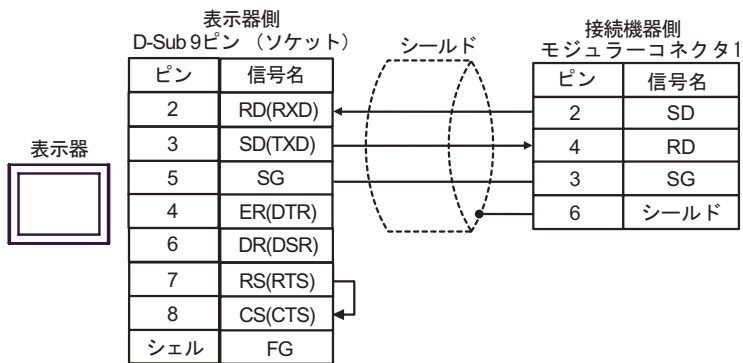 表示器側
D-Sub 9ピン （ソケット）
シールド
接続機器側
モジュラーコネクタ1
ピン 信号名
ピン 信号名
2 RD(RXD)
2 SD
3 SD(TXD)
4 RD
表示器
5 SG
3 SG
4 ER(DTR)
6 シールド
6 DR(DSR)
7 RS(RTS)
8 CS(CTS)
シェル FG